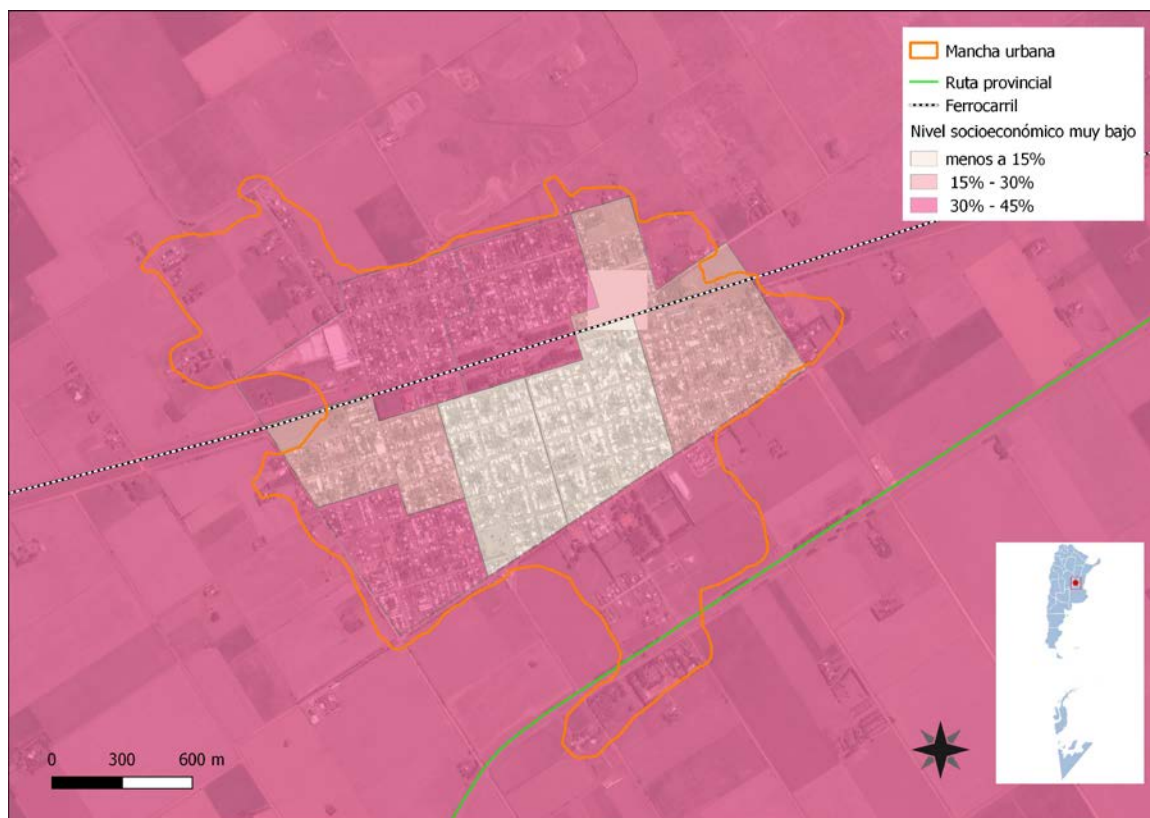 Mancha urbana
Ruta provincial
Ferrocarril
Nivel socioeconómico muy bajo
menos a 15%
15% - 30%
30% - 45%
0 300 600 m